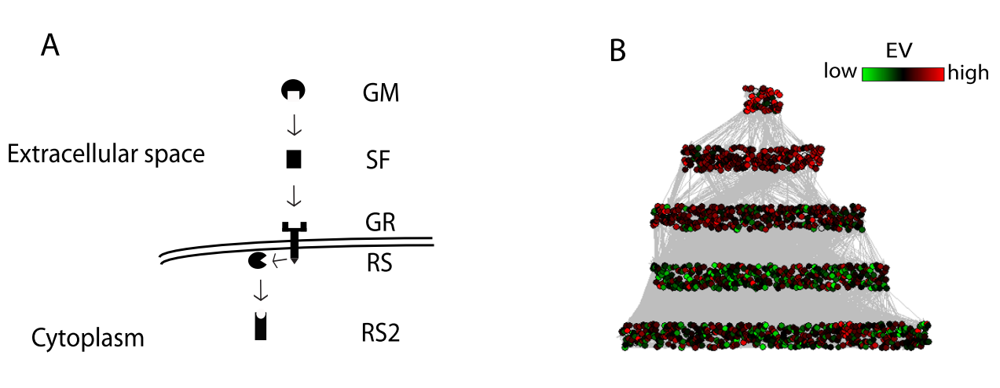 A
GM
Extracellular space
SF
GR
RS
Cytoplasm
RS2
B
EV
low
high